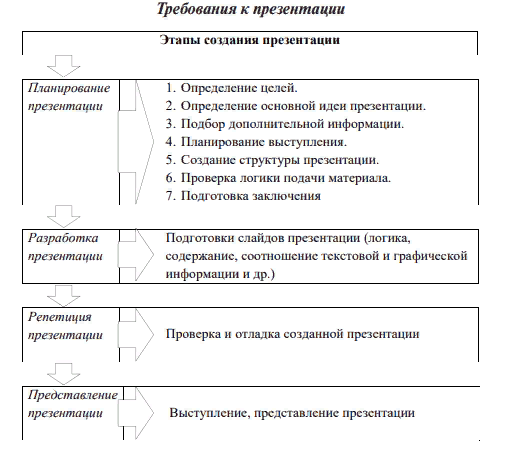 Требования к презентации
Этапы создания презентации
Планирование
презентации
1. Определение целей.
2. Определение основной идеи презентации.
3. Подбор дополнительной информации.
4. Планирование выступления.
5. Создание структуры презентации.
6. Проверка логики подачи материала.
7. Подготовка заключения
Разработка
презентации
Подготовки слайдов презентации (логика,
содержание, соотношение текстовой и графической
информации и др.)
Репетиция
презентации
Проверка и отладка созданной презентации
Представление
презентации
Выступление, представление презентации